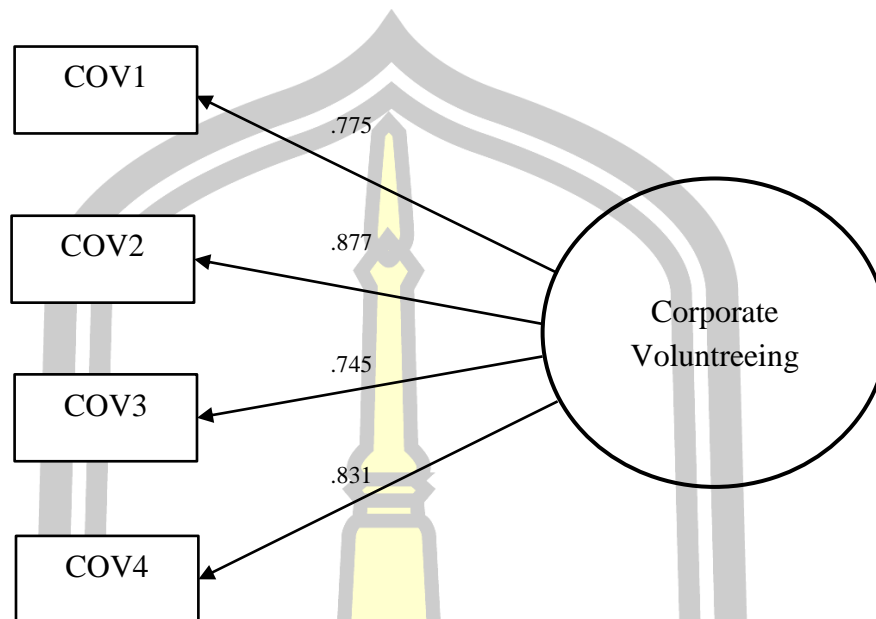 COV1
.775
COV2
.877
Corporate
Voluntreeing
.745
COV3
.831
COV4